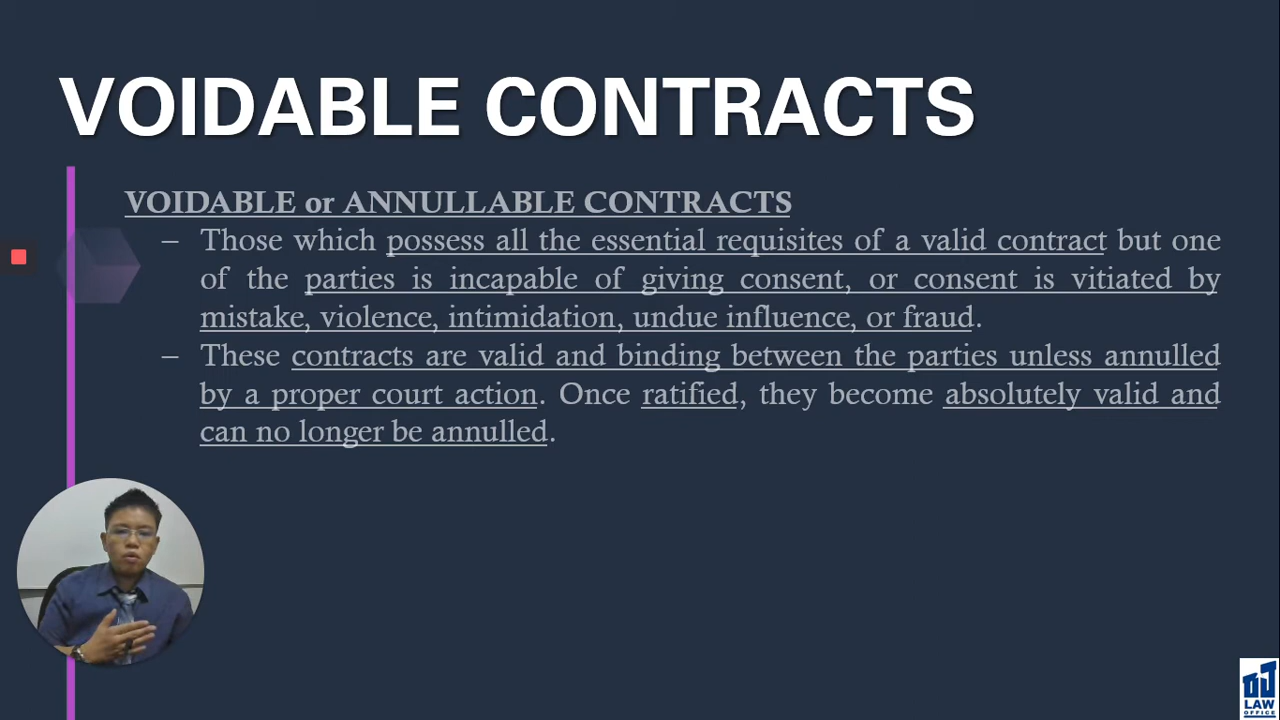 VOIDABLE CONTRACTS
VOIDABLE or ANNULLABLE CONTRACTS
– Those which possess all the essential requisites of a valid contract but one
of the parties is incapable of giving consent, or consent is vitiated by
mistake, violence, intimidation, undue influence, or fraud.
– These contracts are valid and binding between the parties unless annulled
by a proper court action. Once ratified, they become absolutely valid and
can no longer be annulled.
LAW
OFFICE